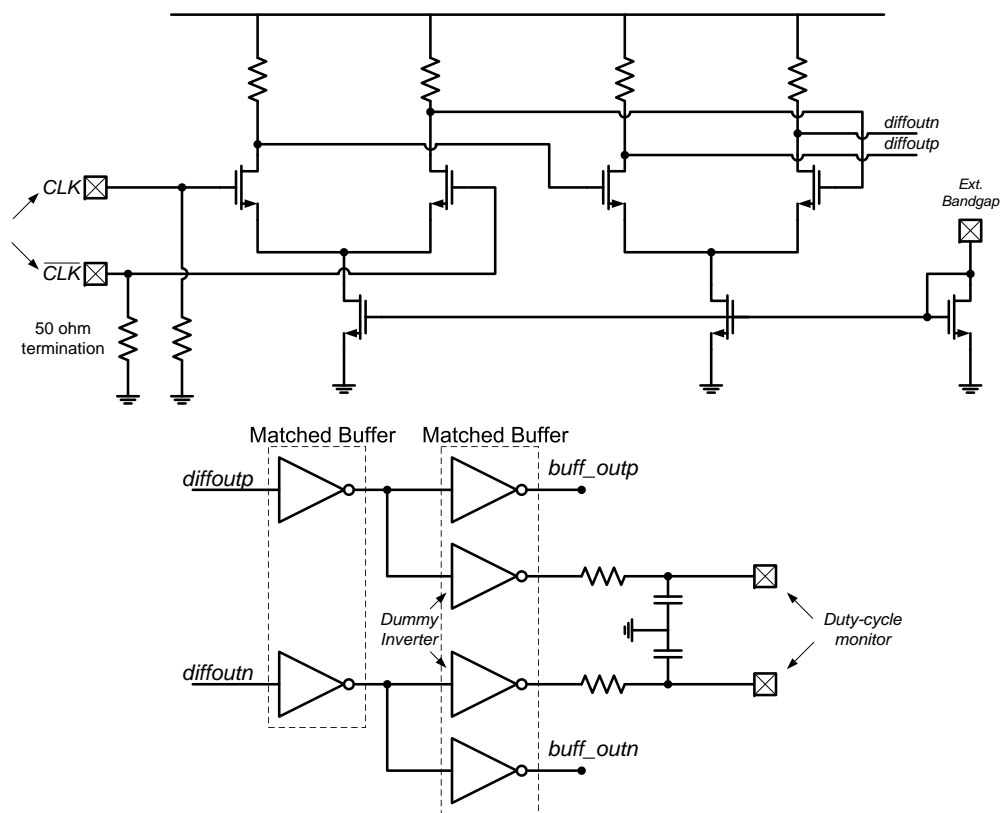 diffoutn
diffoutp
CLK
Ext.
Bandgap
CLK
50 ohm
termination
Matched Buffer Matched Buffer
diffoutp
buff_outp
Dummy
Inverter
Duty-cycle
monitor
diffoutn
buff_outn